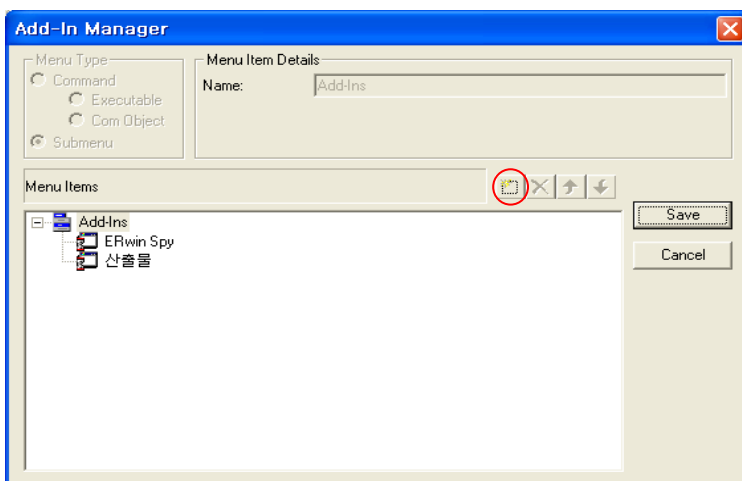 Add-In Manager
Menu Type
Command
Executable
Com Object
Submenu
Menu Item Details
Name: Add-Ins
Menu Items
Add-Ins
ERwin Spy
산출물
Save
Cancel